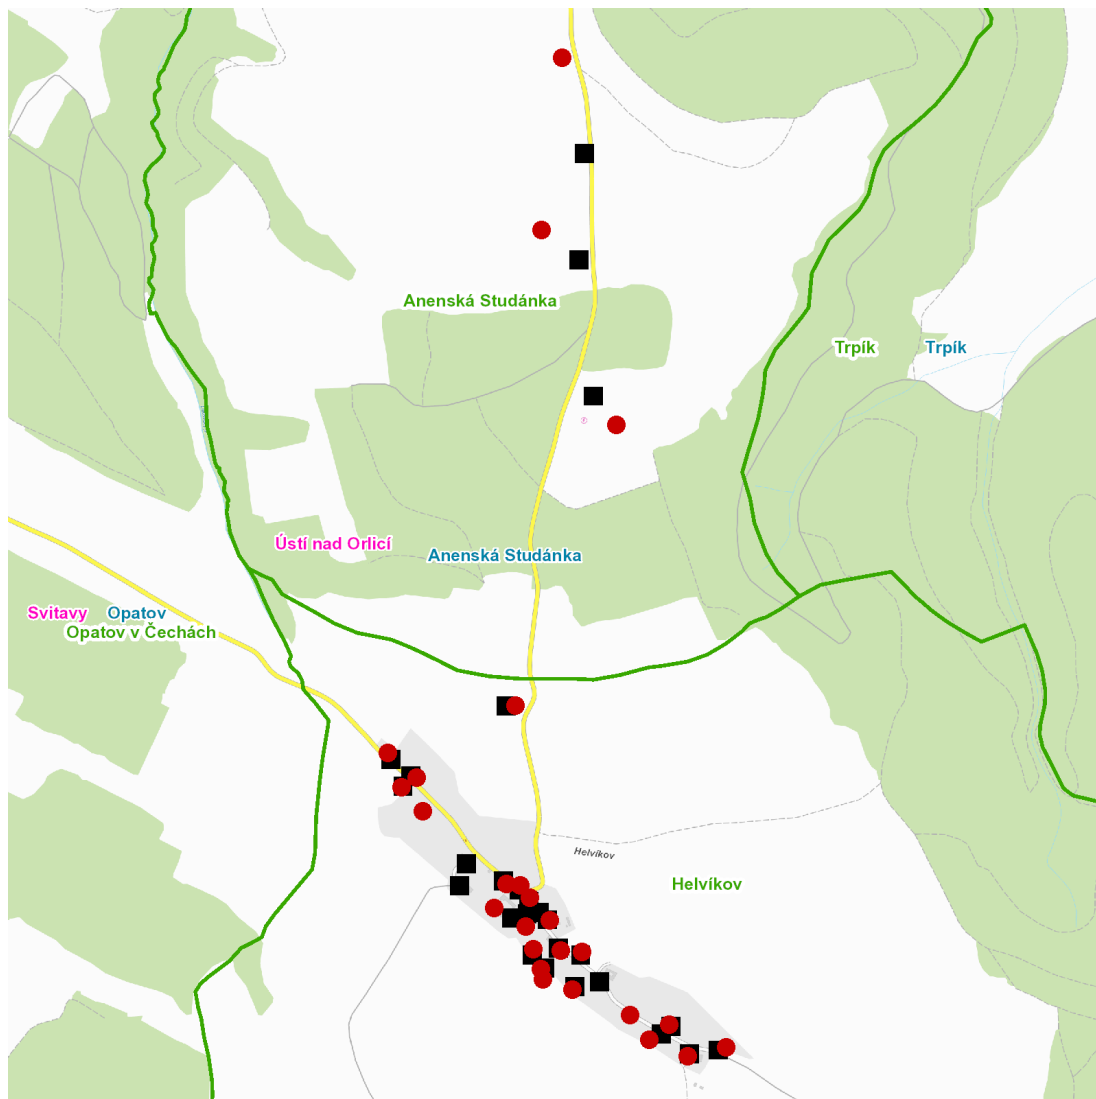 Anenská Studánka
Trpík
Trpík
Ústí nad Orlicí
Anenská Studánka
Svitavy
Opatov
Opatov v Čechách
Helvíkov
Helvíkov